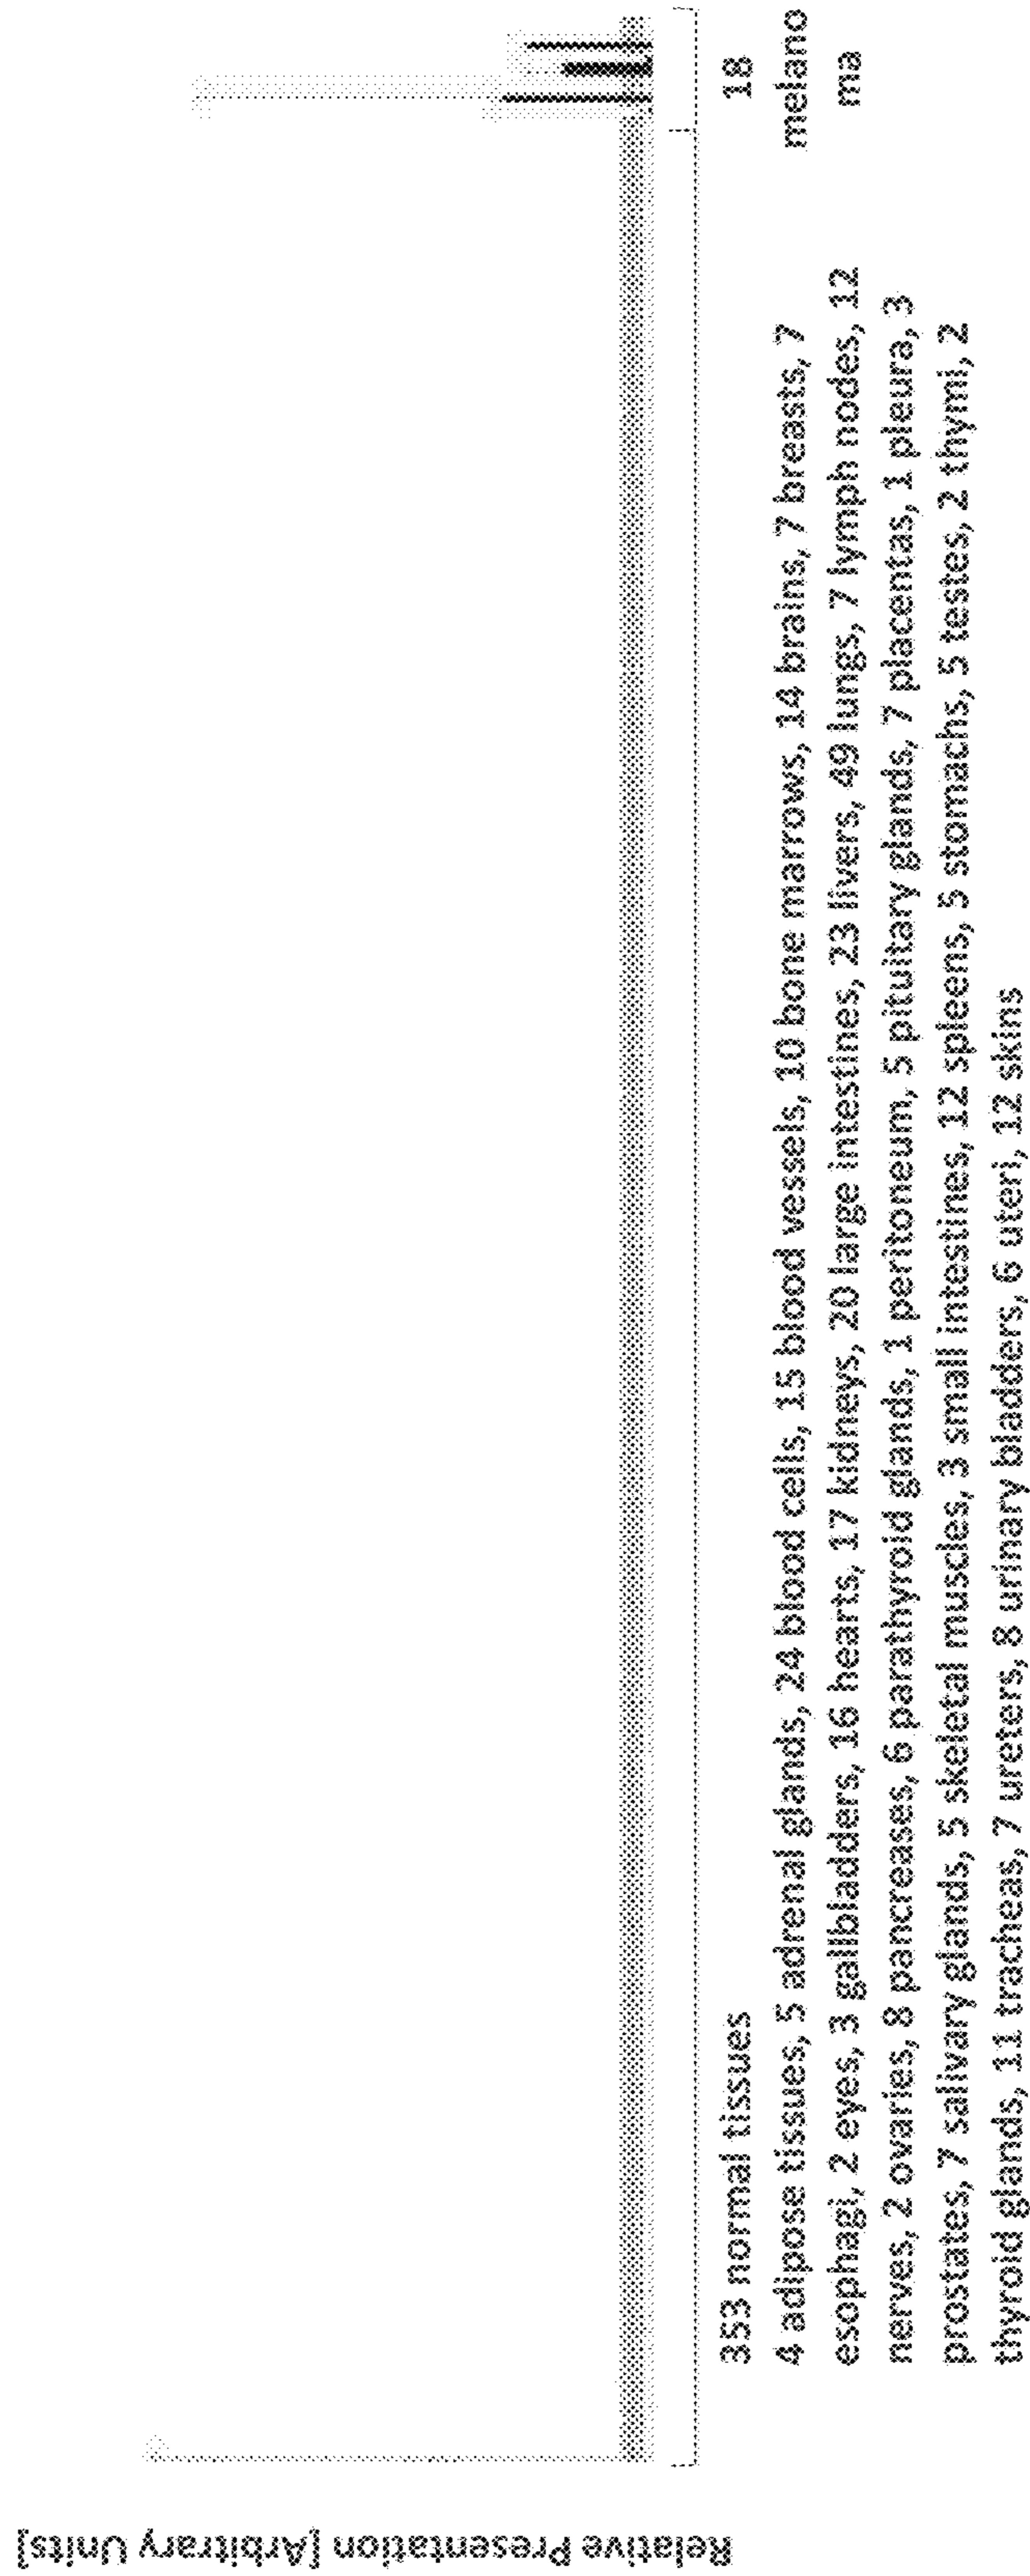 Relative Presentation [Arbitrary Units]
353 normal tissues
4 adipose tissues, 5 adrenal glands, 24 blood cells, 15 blood vessels, 10 bone marrows, 14 brains, 7 breasts, 7
esophagi, 2 eyes, 3 gallbladders, 16 hearts, 17 kidneys, 20 large intestines, 23 livers, 49 lungs, 7 lymph nodes, 12
nerves, 2 ovaries, 8 pancreases, 6 parathyroid glands, 1 peritoneum, 5 pituitary glands, 7 placentas, 1 pleura, 3
prostates, 7 salivary glands, 5 skeletal muscles, 3 small intestines, 12 spleens, 5 stomachs, 5 testes, 2 thymi, 2
thyroid glands, 11 tracheas, 7 ureters, 8 urinary bladders, 6 uteri, 12 skins
18
melano
ma